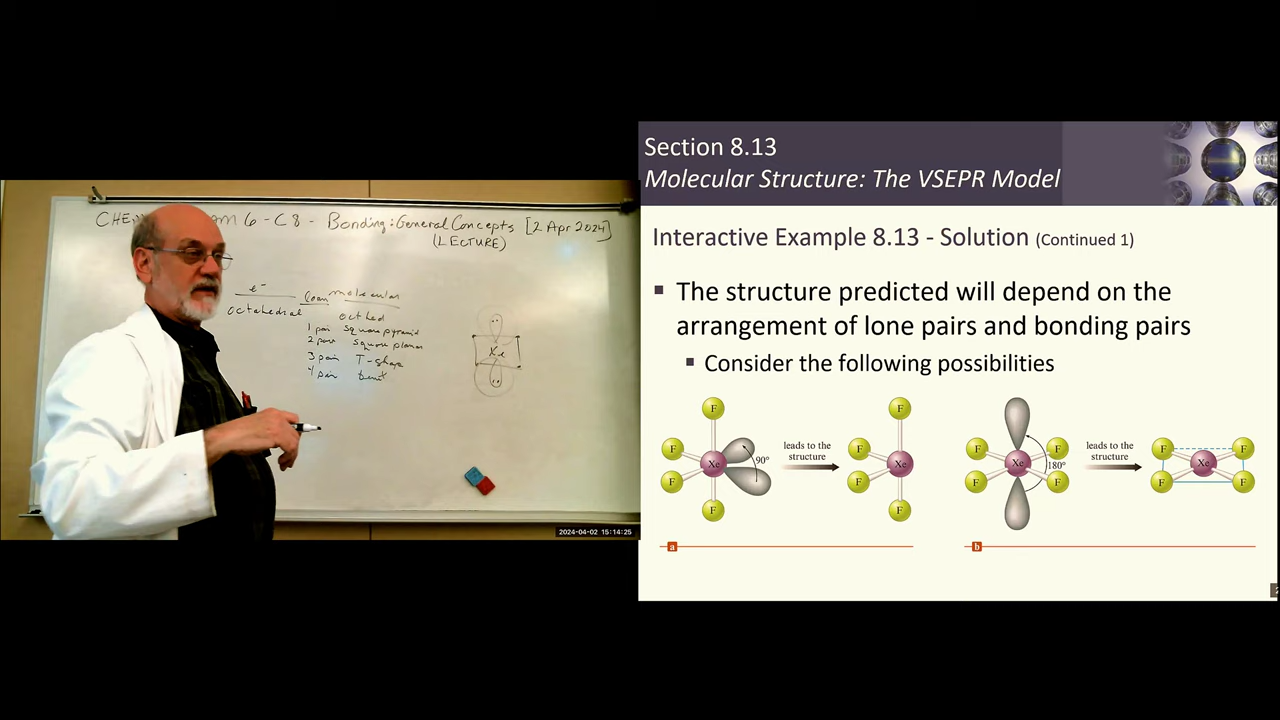 CHEM
EXAM 6 - C8 - Bonding: General Concepts [2 Apr 2024]
(LECTURE)
e⁻ lone molecular
octahedral octahed
1 pair square pyramid
2 pair square planar
3 pair T-shape
4 pair bent
Xe
2024-04-02 15:14:25
Section 8.13
Molecular Structure: The VSEPR Model
Interactive Example 8.13 - Solution (Continued 1)
▪ The structure predicted will depend on the
arrangement of lone pairs and bonding pairs
▪ Consider the following possibilities
F F F F Xe 90°
leads to the
structure
F F F F Xe
F F F F Xe 180°
leads to the
structure
F F F F Xe
a
b